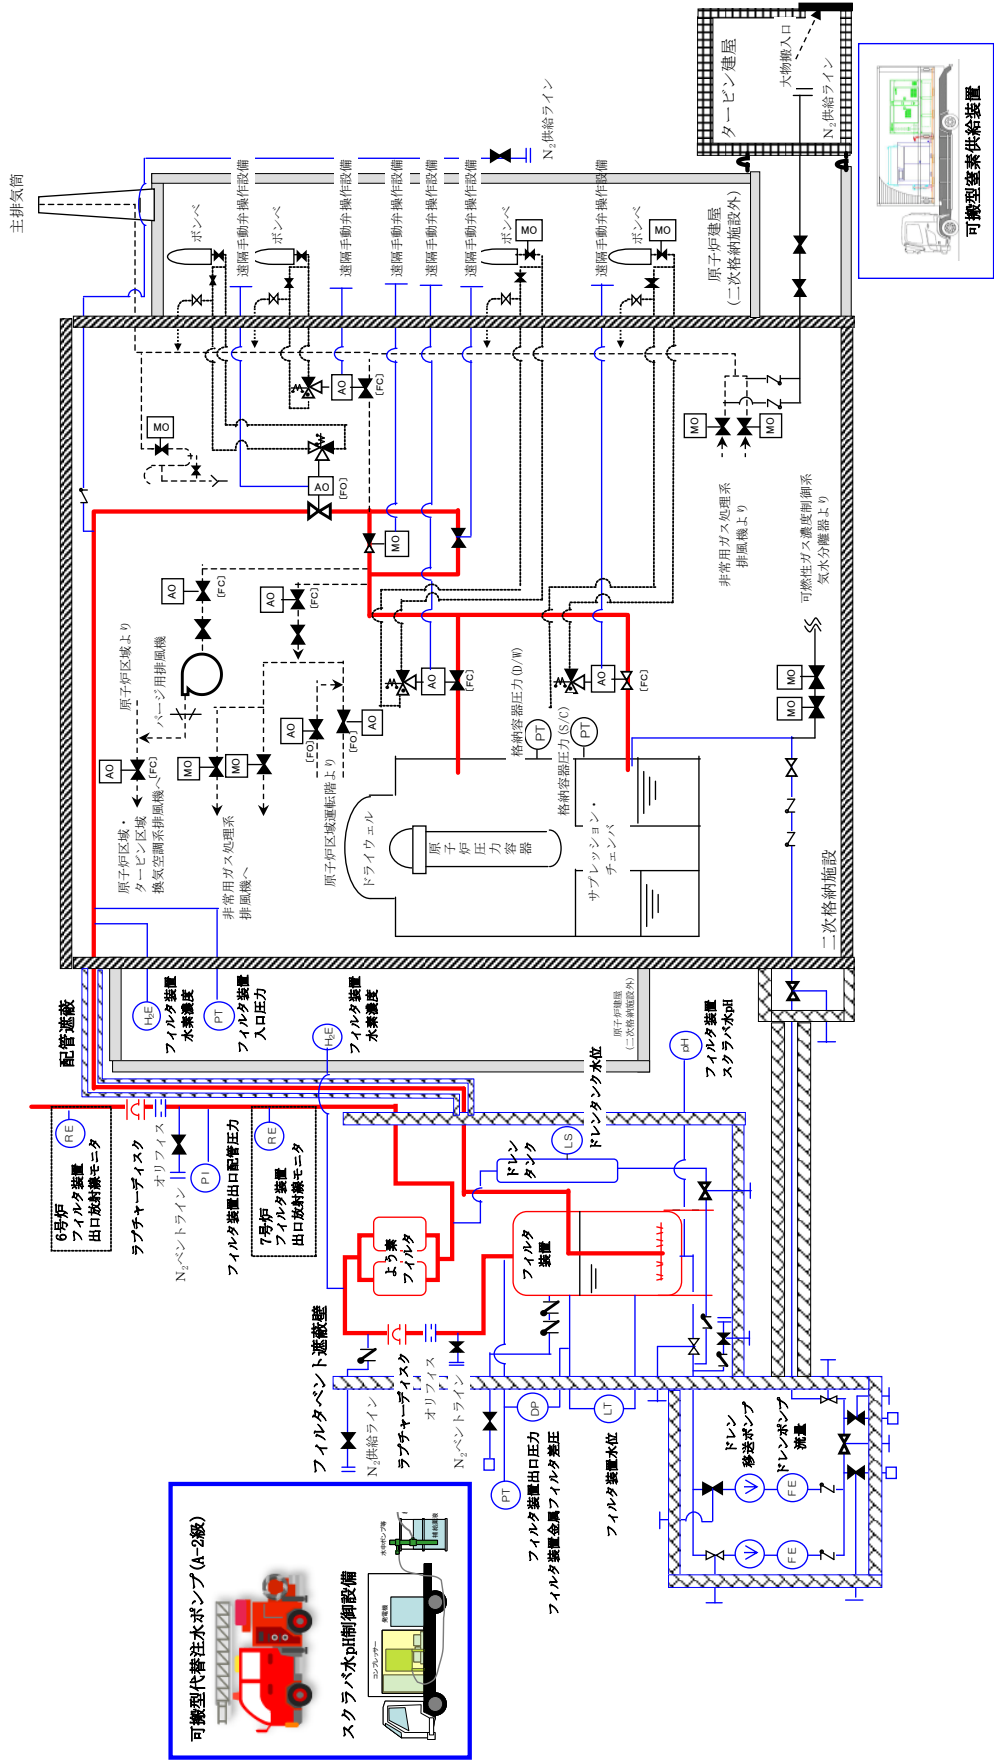 主排気筒
N₂供給ライン
ボンベ
遠隔手動弁操作設備
ボンベ
遠隔手動弁操作設備
遠隔手動弁操作設備
遠隔手動弁操作設備
遠隔手動弁操作設備
ボンベ
MO
遠隔手動弁操作設備
ボンベ
MO
原子炉建屋
(二次格納施設外)
タービン建屋
大物搬入口
N₂供給ライン
可搬型窒素供給装置
MO
AO
[FO]
AO
[FC]
MO
MO
MO
非常用ガス処理系
排風機より
可燃性ガス濃度制御系
気水分離器より
MO
MO
AO
[FC]
AO
[FC]
原子炉区域より
パージ用排風機
AO
[FC]
原子炉区域・
タービン区域
換気空調系排風機へ
MO
MO
非常用ガス処理系
排風機へ
AO
[FO]
AO
[FO]
原子炉区域運転階より
AO
[FC]
AO
[FC]
格納容器圧力(D/W)
PT
格納容器圧力(S/C)
PT
ドライウェル
原子炉圧力容器
サプレッション・
チェンバ
二次格納施設
配管遮蔽
H₂E
フィルタ装置
水素濃度
PT
フィルタ装置
入口圧力
H₂E
フィルタ装置
水素濃度
原子炉建屋
(二次格納施設外)
pH
フィルタ装置
スクラバ水pH
RE
6号炉
フィルタ装置
出口放射線モニタ
ラプチャーディスク
オリフィス
N₂ベントライン
PI
フィルタ装置出口配管圧力
RE
7号炉
フィルタ装置
出口放射線モニタ
よう素
フィルタ
ドレン
タンク
LS
ドレンタンク水位
フィルタ
装置
フィルタベント遮蔽壁
N₂供給ライン
ラプチャーディスク
オリフィス
N₂ベントライン
PT
フィルタ装置出口圧力
DP
フィルタ装置金属フィルタ差圧
LT
フィルタ装置水位
ドレン
移送ポンプ
ドレンポンプ
流量
FE
FE
可搬型代替注水ポンプ(A-2級)
スクラバ水pH制御設備
コンプレッサー
発電機
水中ポンプ等